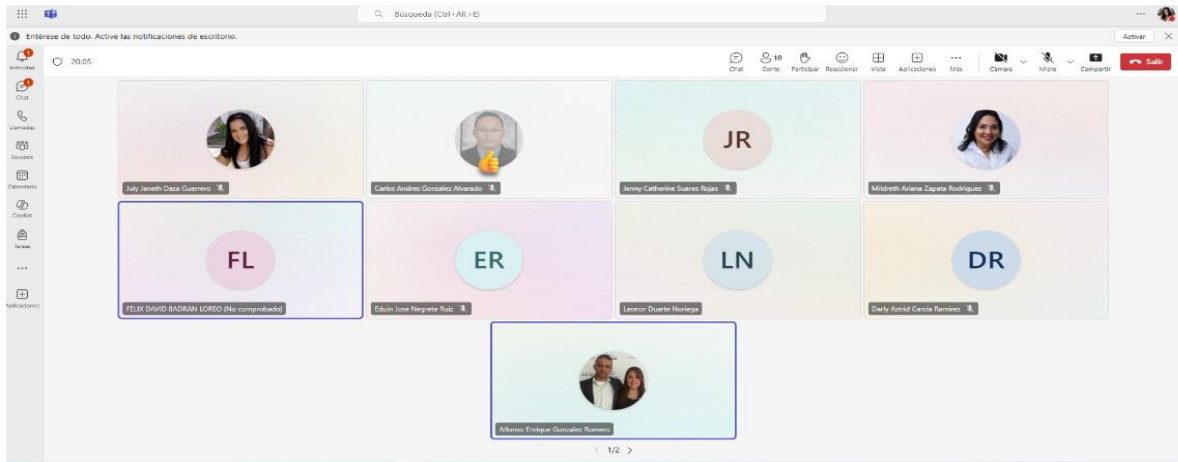 Búsqueda (Ctrl+Alt+E)
Entérese de todo. Active las notificaciones de escritorio.
Activar
20:05
Chat
10
Gente
Participar
Reaccionar
Vista
Aplicaciones
Más
Cámara
Micro
Compartir
Salir
1
Actividad
1
Chat
Llamadas
Equipos
Calendario
Copilot
Tareas
Aplicaciones
July Janeth Daza Guerrero
Carlos Andres Gonzalez Alvarado
JR
Jenny Catherine Suarez Rojas
Mildreth Ariana Zapata Rodriguez
FL
FELIX DAVID BADRAN LOREO (No comprobado)
ER
Eduin Jose Negrete Ruiz
LN
Leonor Duarte Noriega
DR
Darly Astrid Garcia Ramirez
Alfonso Enrique Gonzalez Romero
1/2